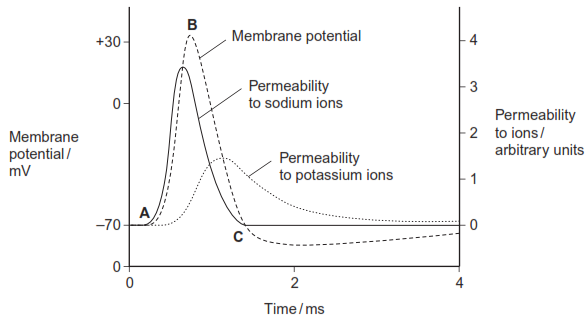 B
Membrane potential
+30
0
–70
0
Membrane
potential /
mV
Permeability
to sodium ions
Permeability
to potassium ions
A
C
4
3
2
1
0
Permeability
to ions /
arbitrary units
0
2
4
Time / ms